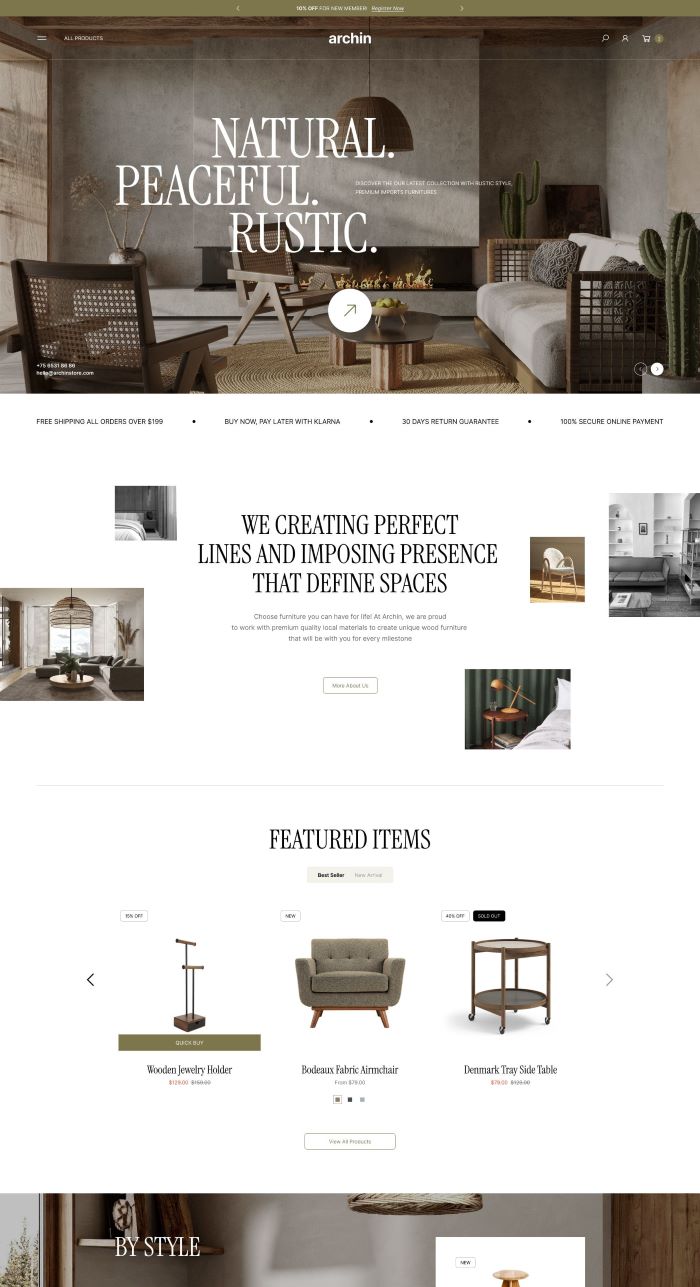 10% OFF FOR NEW MEMBER! Register Now
ALL PRODUCTS
archin
NATURAL.
PEACEFUL.
DISCOVER THE OUR LATEST COLLECTION WITH RUSTIC STYLE,
PREMIUM IMPORTS FURNITURES
RUSTIC.
+75 6531 86 86
hello@archinstore.com
FREE SHIPPING ALL ORDERS OVER $199 • BUY NOW, PAY LATER WITH KLARNA • 30 DAYS RETURN GUARANTEE • 100% SECURE ONLINE PAYMENT
WE CREATING PERFECT
LINES AND IMPOSING PRESENCE
THAT DEFINE SPACES
Choose furniture you can have for life! At Archin, we are proud
to work with premium quality local materials to create unique wood furniture
that will be with you for every milestone
More About Us
FEATURED ITEMS
Best Seller New Arrival
15% OFF
NEW
40% OFF SOLD OUT
QUICK BUY
Wooden Jewelry Holder
$129.00 $159.00
Bodeaux Fabric Airmchair
From $79.00
Denmark Tray Side Table
$79.00 $129.00
View All Products
BY STYLE
NEW